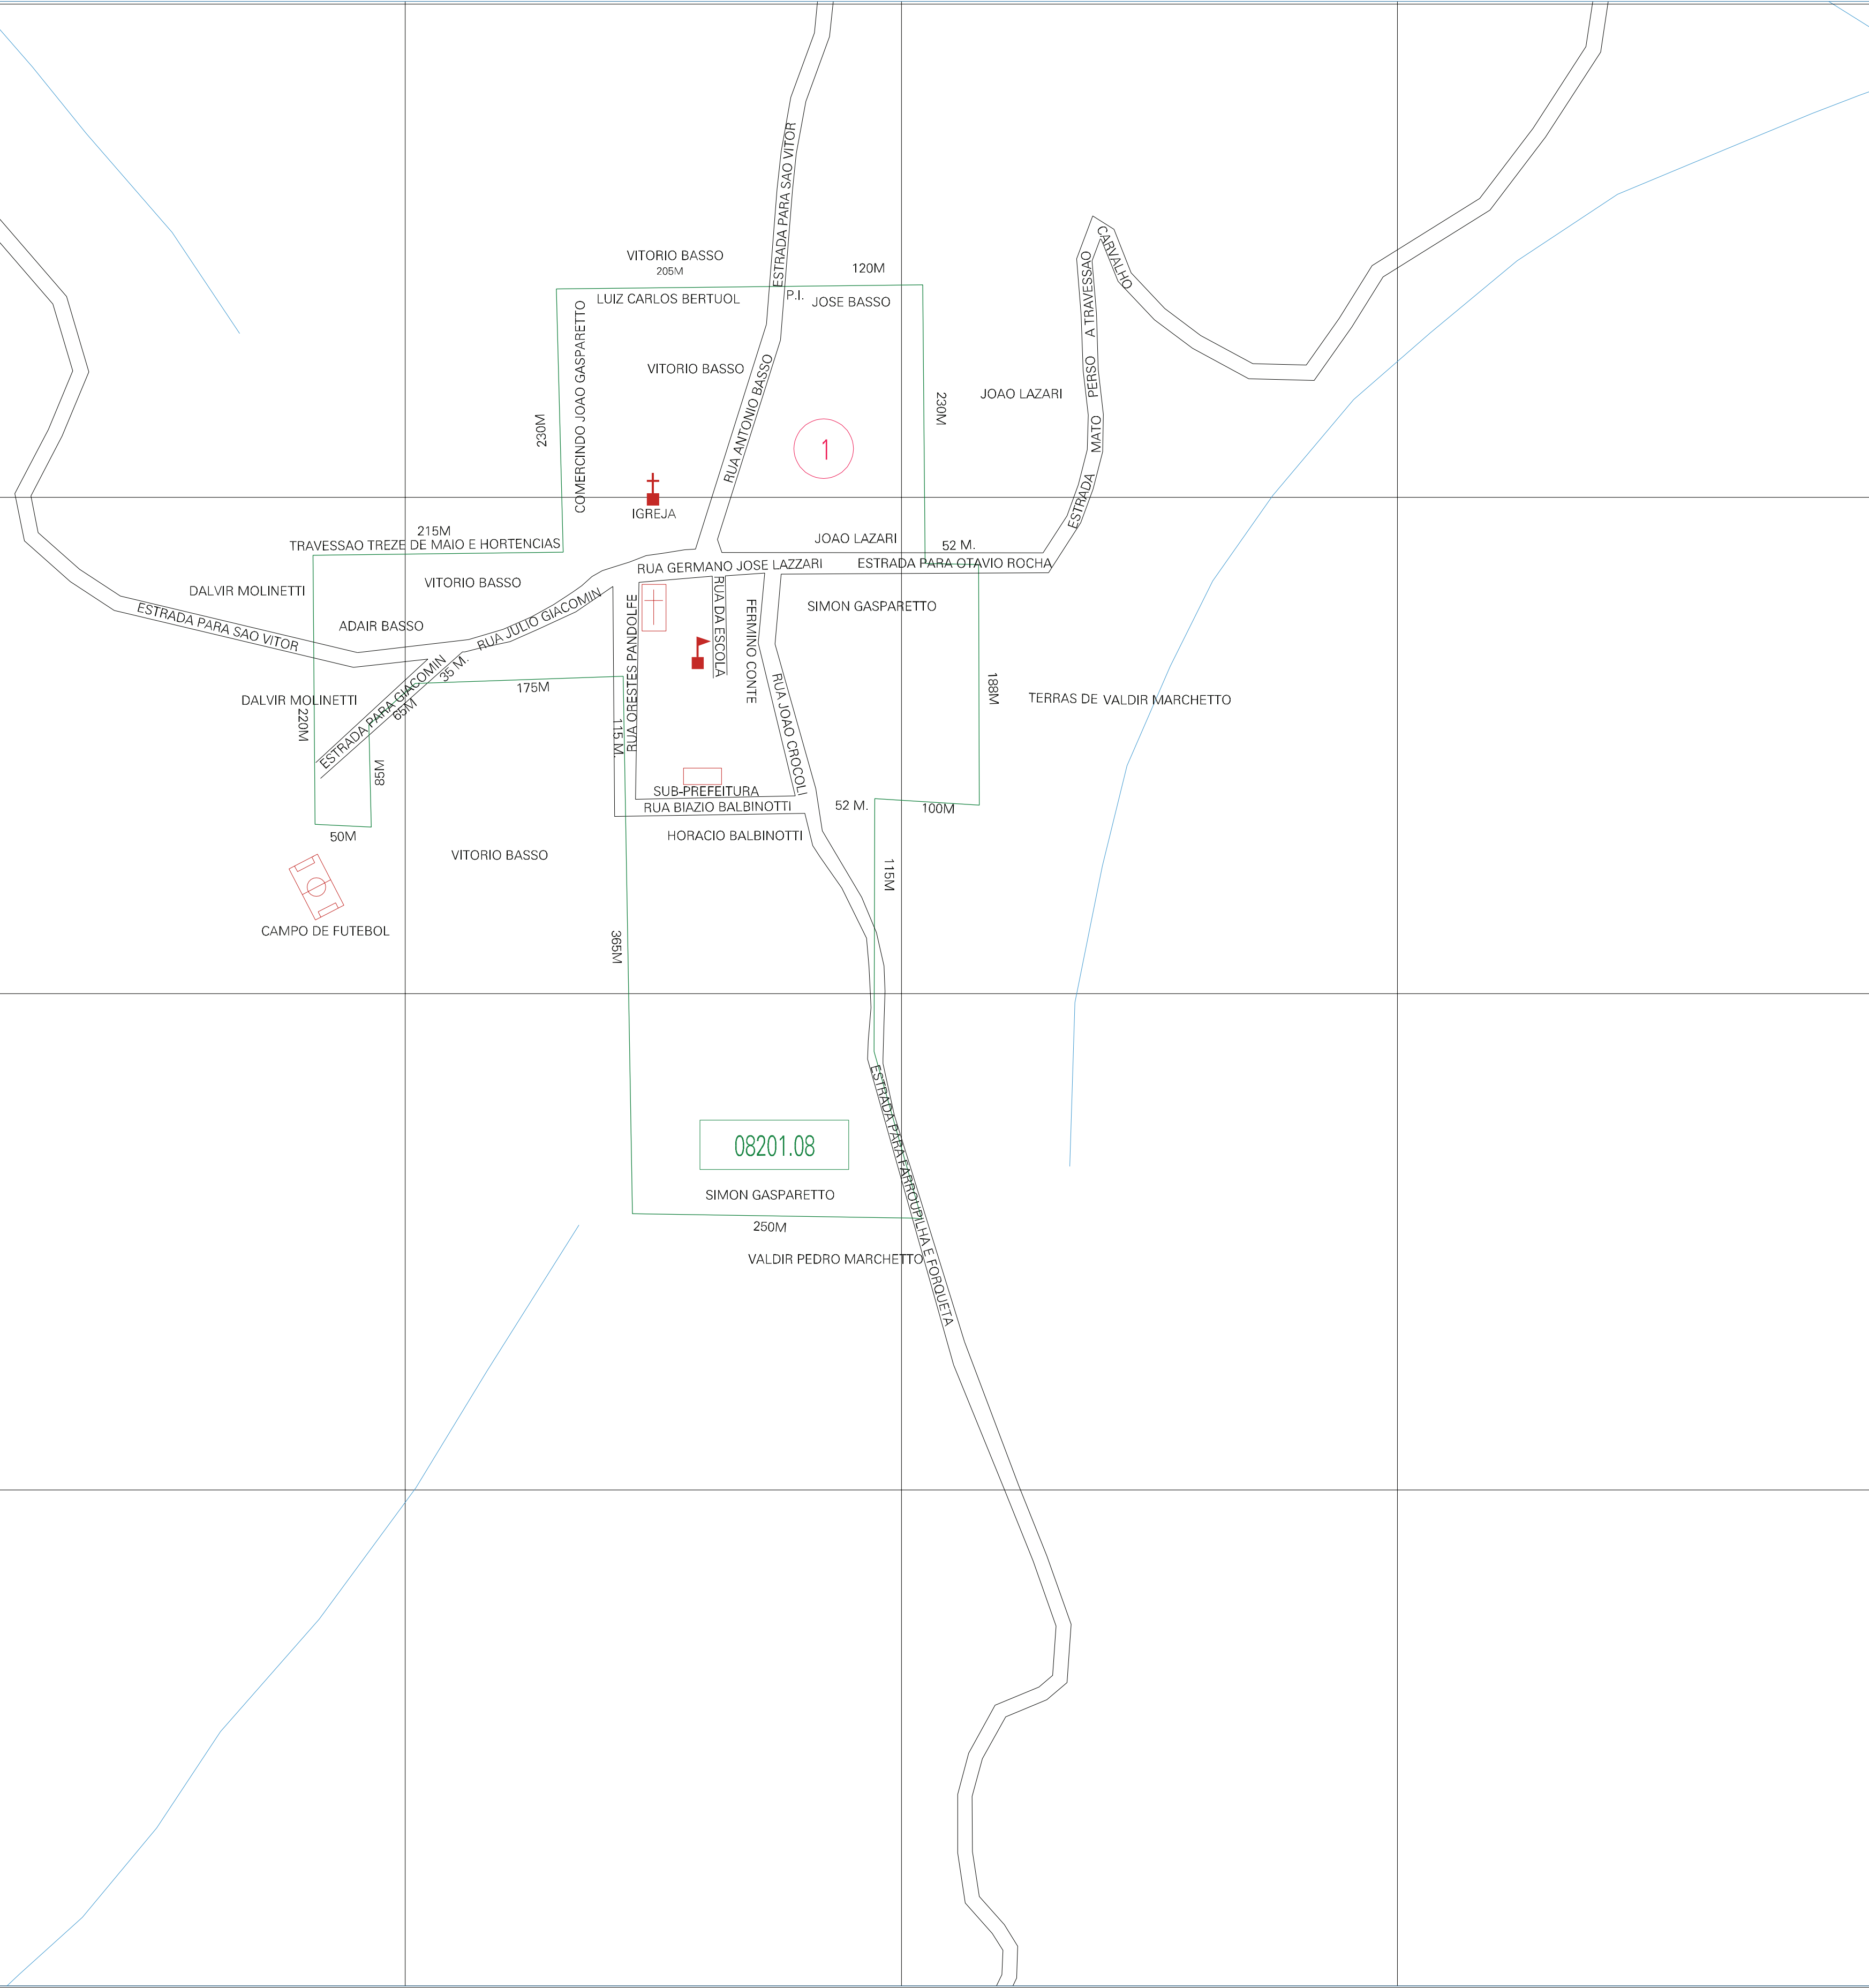 ESTRADA PARA SAO VITOR
VITORIO BASSO
205M
120M
LUIZ CARLOS BERTUOL
P.I.
JOSE BASSO
CARVALHO
A TRAVESSAO
PERSO
MATO
ESTRADA
COMERCINDO JOAO GASPARETTO
VITORIO BASSO
RUA ANTONIO BASSO
JOAO LAZARI
230M
230M
1
IGREJA
215M
TRAVESSAO TREZE DE MAIO E HORTENCIAS
JOAO LAZARI
52 M.
RUA GERMANO JOSE LAZZARI
ESTRADA PARA OTAVIO ROCHA
DALVIR MOLINETTI
VITORIO BASSO
ESTRADA PARA SAO VITOR
ADAIR BASSO
RUA JULIO GIACOMIN
RUA ORESTES PANDOLFE
RUA DA ESCOLA
FERMINO CONTE
SIMON GASPARETTO
35 M.
175M
DALVIR MOLINETTI
220M
ESTRADA PARA GIACOMIN
65M
85M
115 M.
RUA JOAO CROCOLI
188M
TERRAS DE VALDIR MARCHETTO
SUB-PREFEITURA
RUA BIAZIO BALBINOTTI
52 M.
100M
50M
HORACIO BALBINOTTI
VITORIO BASSO
115M
CAMPO DE FUTEBOL
365M
ESTRADA PARA FARROUPILHA E FORQUETA
08201.08
SIMON GASPARETTO
250M
VALDIR PEDRO MARCHETTO